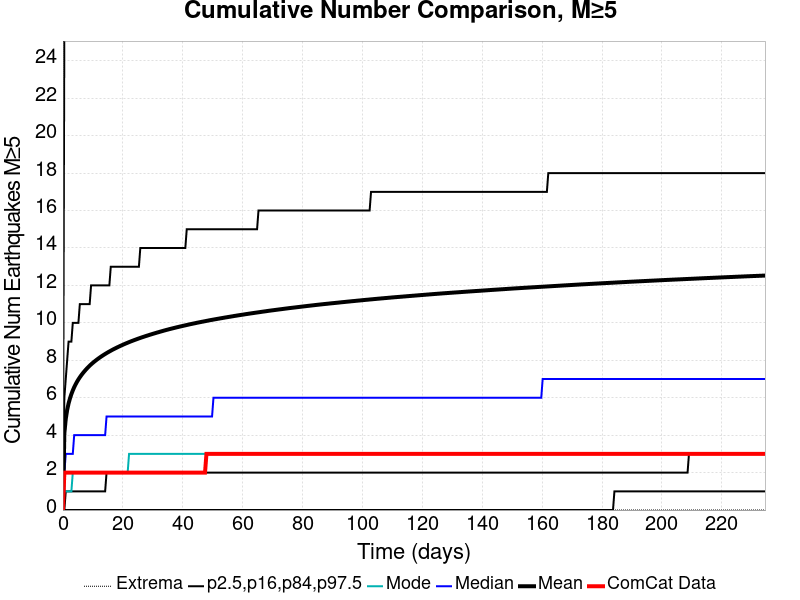 Cumulative Number Comparison, M≥5
Cumulative Num Earthquakes M≥5
24
22
20
18
16
14
12
10
8
6
4
2
0
0 20 40 60 80 100 120 140 160 180 200 220
Time (days)
Extrema p2.5,p16,p84,p97.5 Mode Median Mean ComCat Data